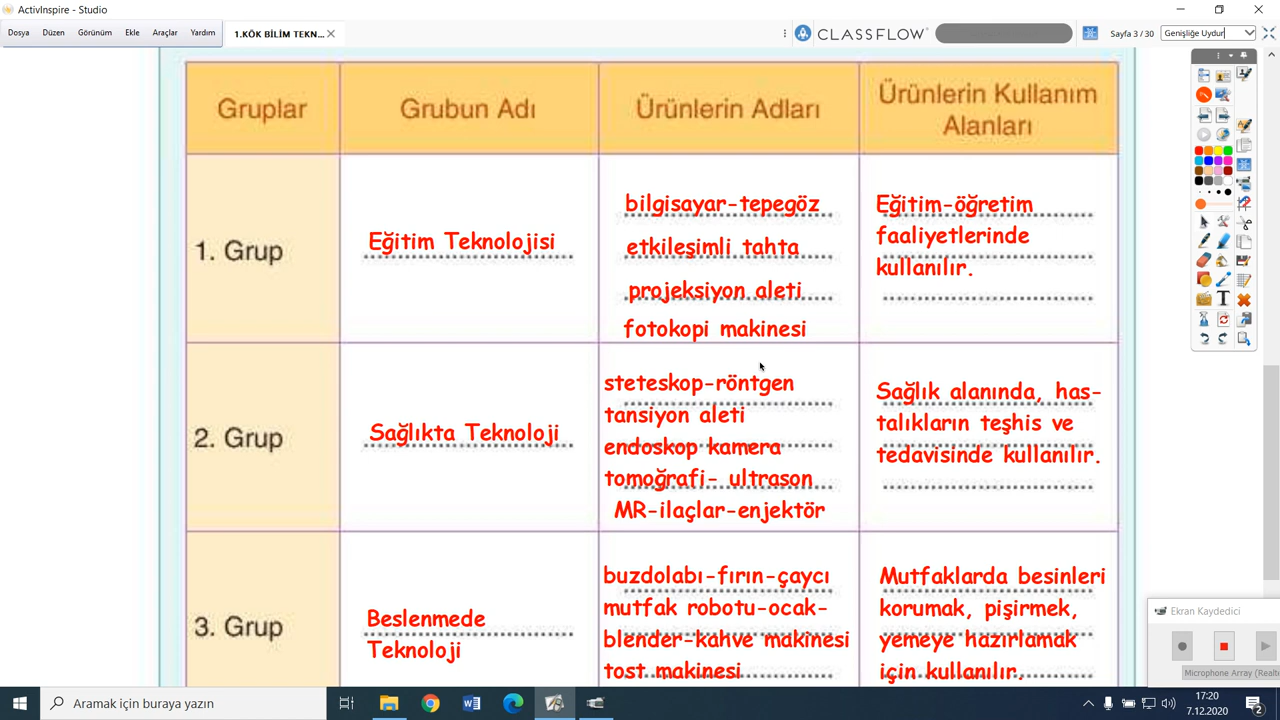 ActivInspire - Studio
Dosya Düzen Görünüm Ekle Araçlar Yardım
1.KÖK BİLİM TEKN...
CLASSFLOW
Sayfa 3 / 30
Genişliğe Uydur
Gruplar
Grubun Adı
Ürünlerin Adları
Ürünlerin Kullanım
Alanları
1. Grup
Eğitim Teknolojisi
bilgisayar-tepegöz
etkileşimli tahta
projeksiyon aleti
fotokopi makinesi
Eğitim-öğretim
faaliyetlerinde
kullanılır.
2. Grup
Sağlıkta Teknoloji
steteskop-röntgen
tansiyon aleti
endoskop kamera
tomoğrafi- ultrason
MR-ilaçlar-enjektör
Sağlık alanında, has-
talıkların teşhis ve
tedavisinde kullanılır.
3. Grup
Beslenmede
Teknoloji
buzdolabı-fırın-çaycı
mutfak robotu-ocak-
blender-kahve makinesi
tost makinesi
Mutfaklarda besinleri
korumak, pişirmek,
yemeye hazırlamak
için kullanılır.
Ekran Kaydedici
Microphone Array (Realte
Aramak için buraya yazın
17:20
7.12.2020
2